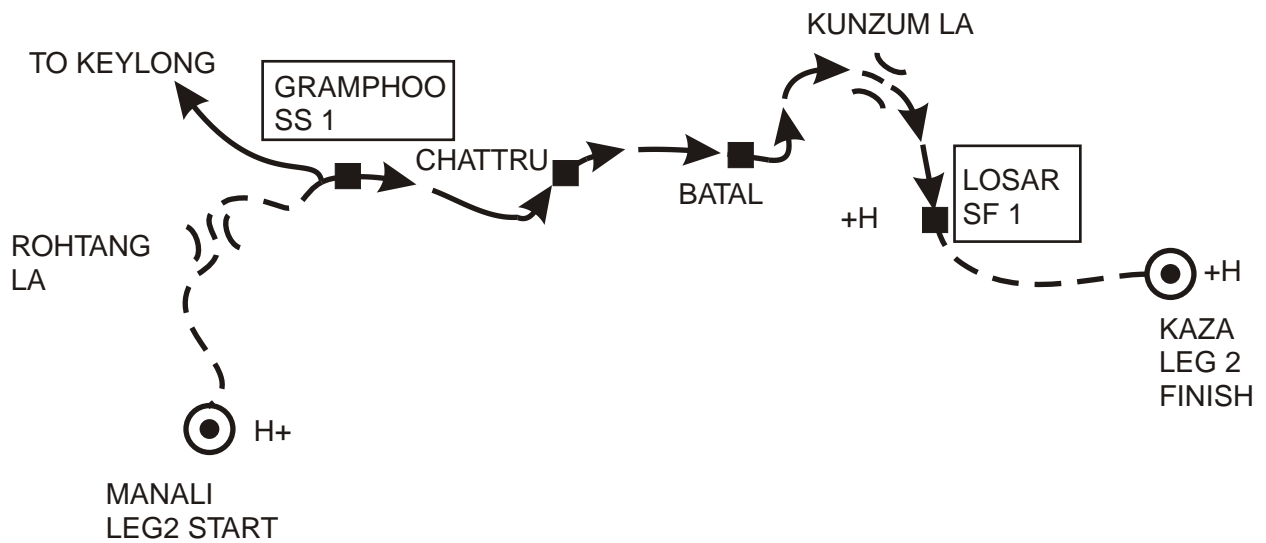 KUNZUM LA
TO KEYLONG
GRAMPHOO
SS 1
CHATTRU
BATAL
LOSAR
SF 1
+H
ROHTANG
LA
+H
KAZA
LEG 2
FINISH
H+
MANALI
LEG2 START